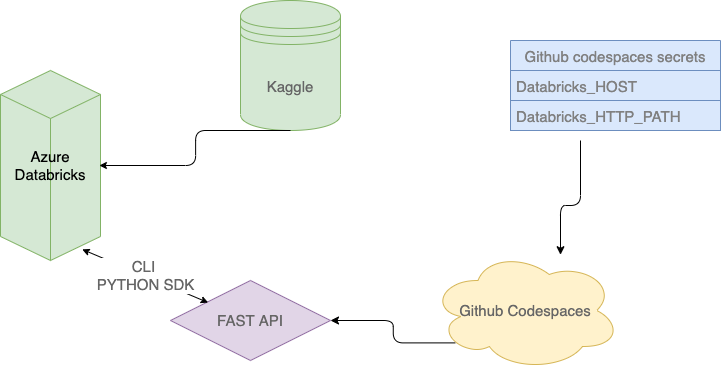 Kaggle
Github codespaces secrets
Databricks_HOST
Databricks_HTTP_PATH
Azure
Databricks
CLI
PYTHON SDK
FAST API
Github Codespaces